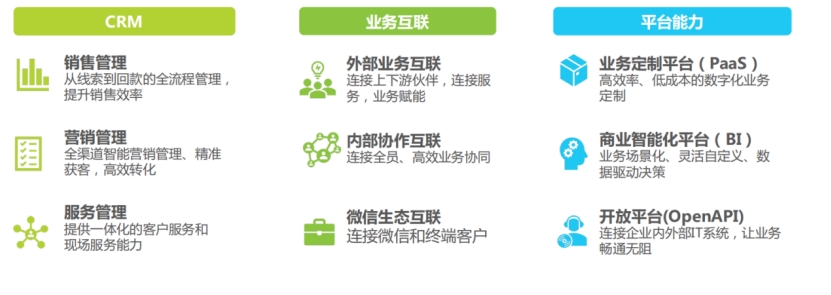 CRM
销售管理
从线索到回款的全流程管理，
提升销售效率
营销管理
全渠道智能营销管理、精准
获客，高效转化
服务管理
提供一体化的客户服务和
现场服务能力
业务互联
外部业务互联
连接上下游伙伴，连接服
务，业务赋能
内部协作互联
连接全员、高效业务协同
微信生态互联
连接微信和终端客户
平台能力
业务定制平台（PaaS）
高效率、低成本的数字化业务
定制
商业智能化平台（BI）
业务场景化、灵活自定义、数
据驱动决策
开放平台(OpenAPI)
连接企业内外部IT系统，让业务
畅通无阻